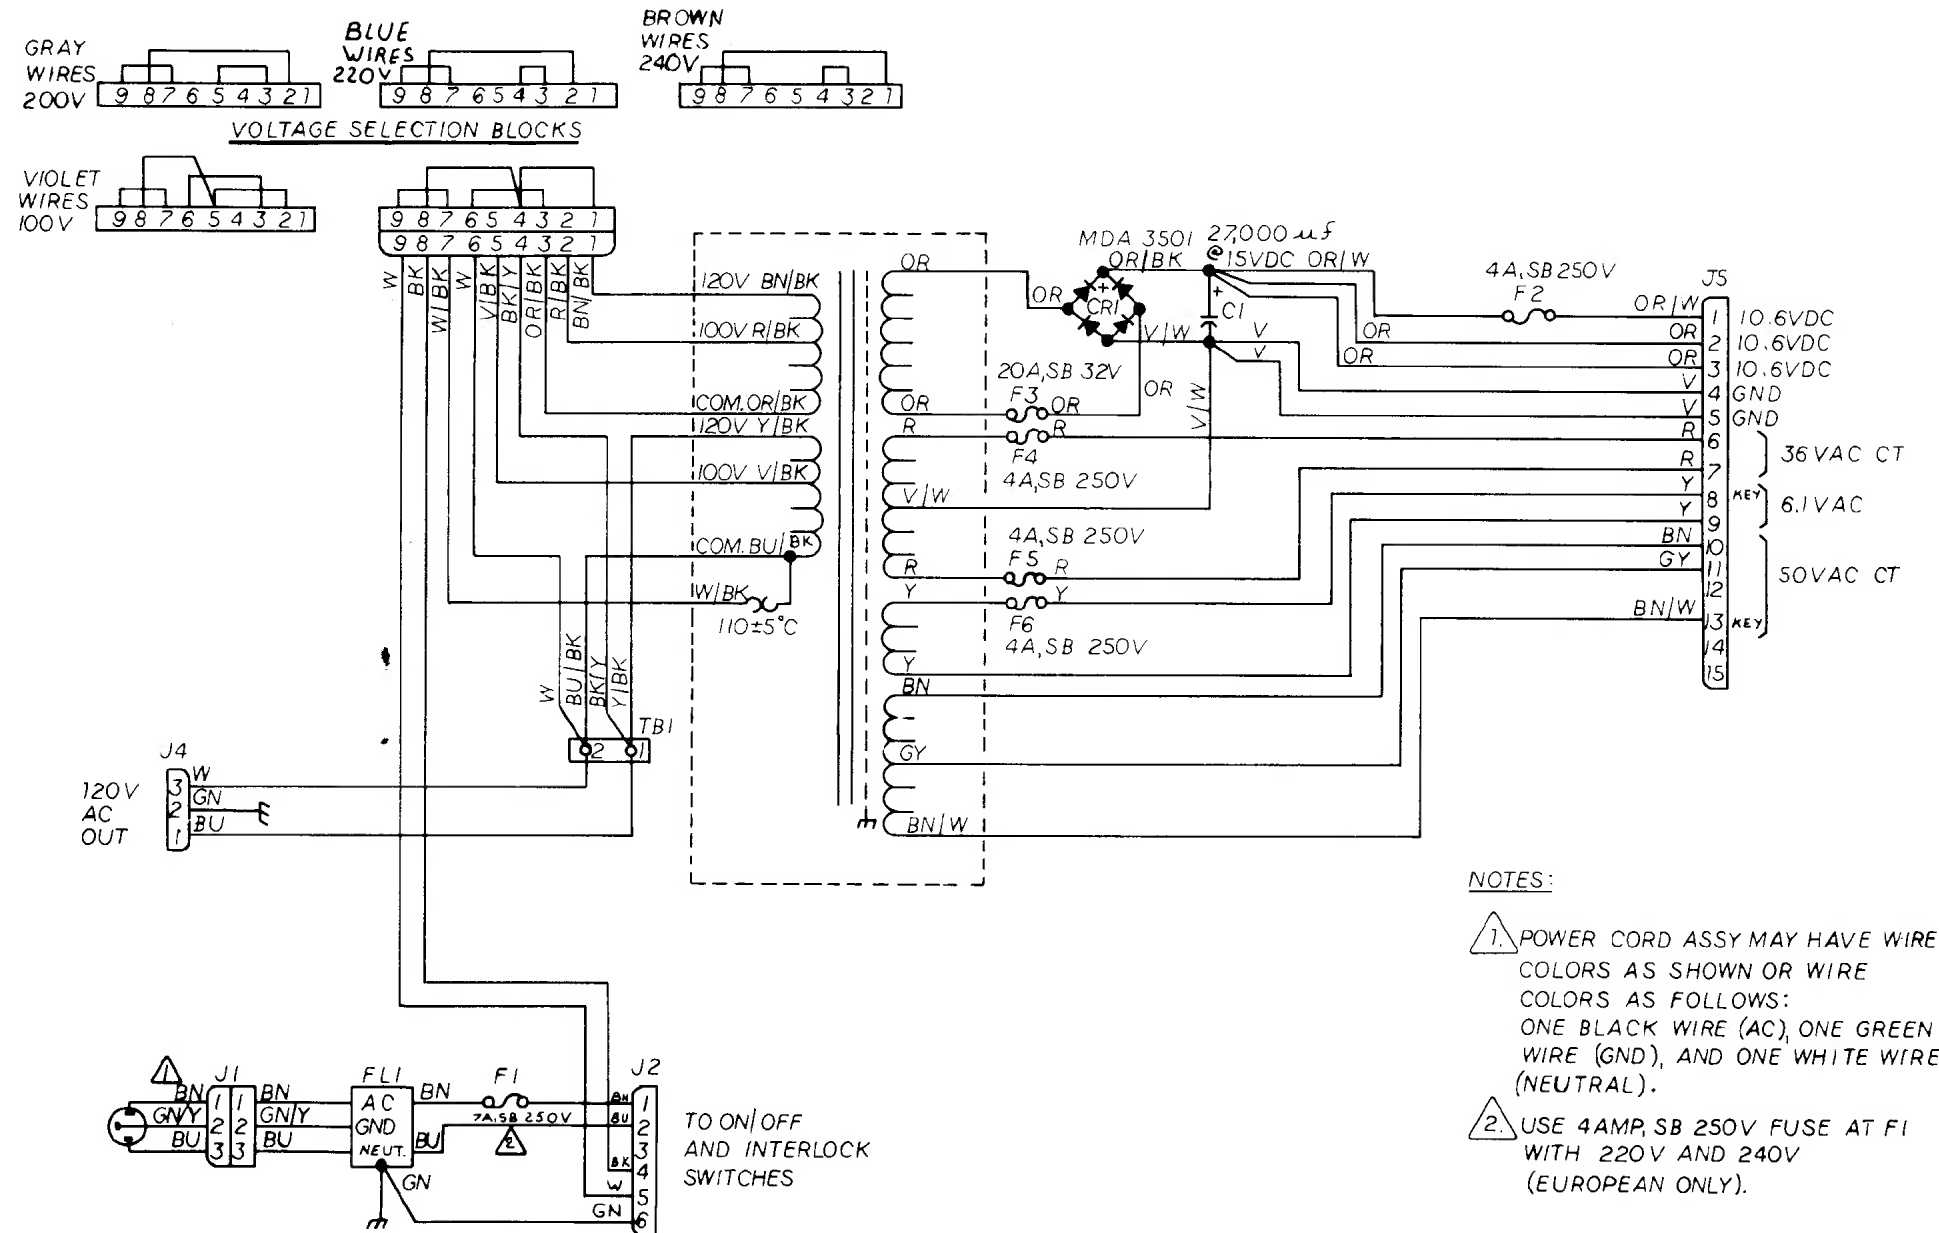 GRAY
WIRES
200V
9 8 7 6 5 4 3 2 1
BLUE
WIRES
220V
9 8 7 6 5 4 3 2 1
BROWN
WIRES
240V
9 8 7 6 5 4 3 2 1
VOLTAGE SELECTION BLOCKS
VIOLET
WIRES
100V
9 8 7 6 5 4 3 2 1
9 8 7 6 5 4 3 2 1
9 8 7 6 5 4 3 2 1
W
BK
W/BK
W
V/BK
BK/Y
OR/BK
R/BK
BN/BK
120V BN/BK
100V R/BK
COM.OR/BK
120V Y/BK
100V V/BK
COM.BU/BK
W/BK
110±5°C
W
BU/BK
BK/Y
Y/BK
TB1
2
1
J4
120V
AC
OUT
3 W
2 GN
1 BU
OR
OR
R
V/W
R
Y
Y
BN
GY
BN/W
OR
MDA 3501
CR1
+
OR/BK
27,000 uf
@15VDC
OR/W
+
C1
V/W
V
V
V/W
OR
OR
OR
4A,SB 250V
F2
20A,SB 32V
F3
OR
R
F4
4A,SB 250V
4A,SB 250V
F5
R
Y
F6
4A,SB 250V
J5
OR/W 1 10.6VDC
OR 2 10.6VDC
OR 3 10.6VDC
V 4 GND
V 5 GND
R 6
R 7
36VAC CT
Y 8 KEY
Y 9
6.1VAC
BN 10
GY 11
12
BN/W 13 KEY
50VAC CT
14
15
1
J1
BN 1 1 BN
GN/Y 2 2 GN/Y
BU 3 3 BU
FL1
AC
GND
NEUT.
BN
BU
GN
F1
7A,SB 250V
2
J2
BN 1
BU 2
3
BK 4
W 5
GN 6
TO ON/OFF
AND INTERLOCK
SWITCHES
NOTES:
1. POWER CORD ASSY MAY HAVE WIRE
COLORS AS SHOWN OR WIRE
COLORS AS FOLLOWS:
ONE BLACK WIRE (AC), ONE GREEN
WIRE (GND), AND ONE WHITE WIRE
(NEUTRAL).
2. USE 4AMP, SB 250V FUSE AT F1
WITH 220V AND 240V
(EUROPEAN ONLY).